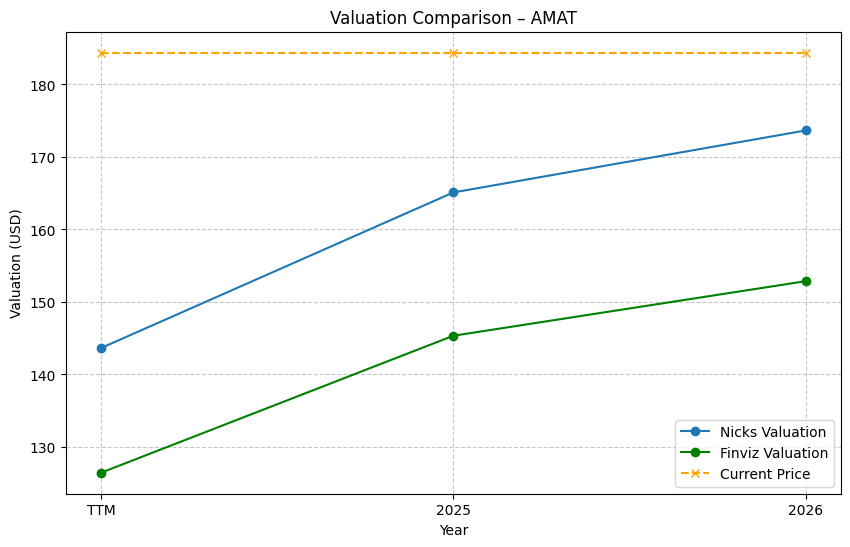 Valuation Comparison – AMAT
Valuation (USD)
180
170
160
150
140
130
TTM
2025
2026
Year
Nicks Valuation
Finviz Valuation
Current Price